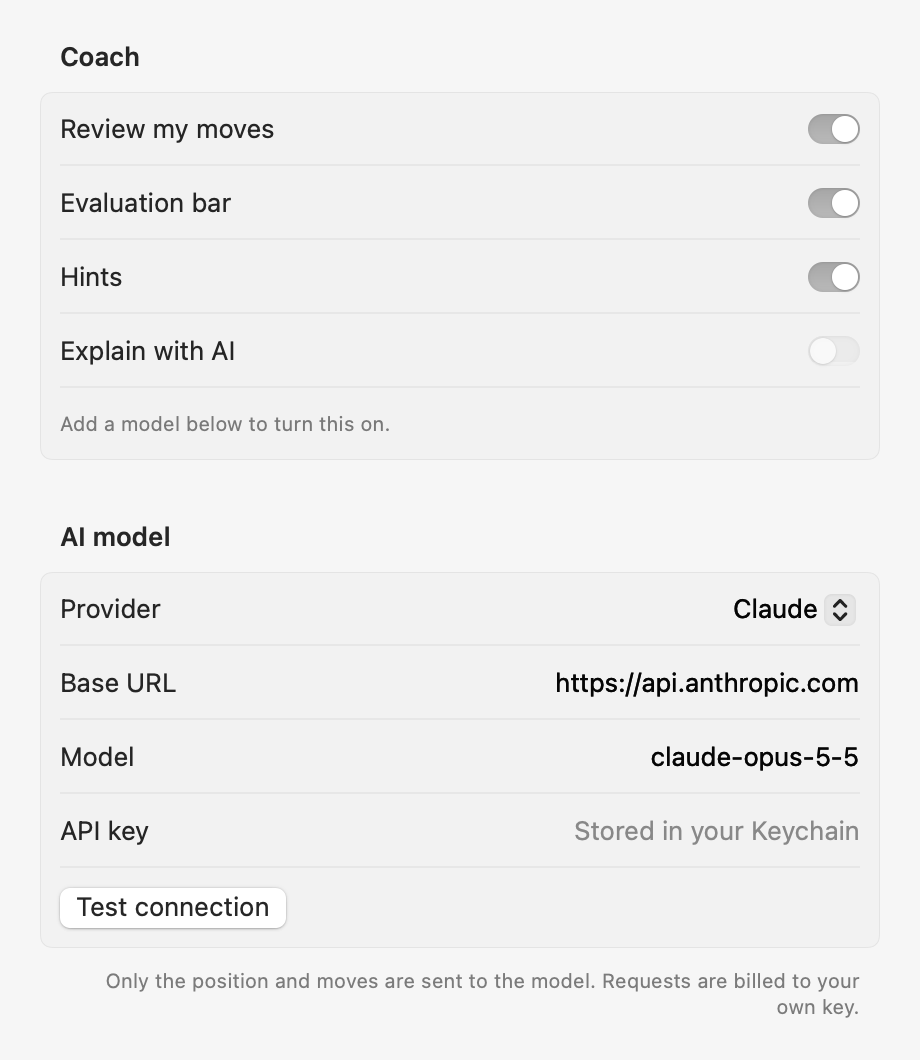 Coach
Review my moves
Evaluation bar
Hints
Explain with AI
Add a model below to turn this on.
AI model
Provider Claude
Base URL https://api.anthropic.com
Model claude-opus-5-5
API key Stored in your Keychain
Test connection
Only the position and moves are sent to the model. Requests are billed to your
own key.